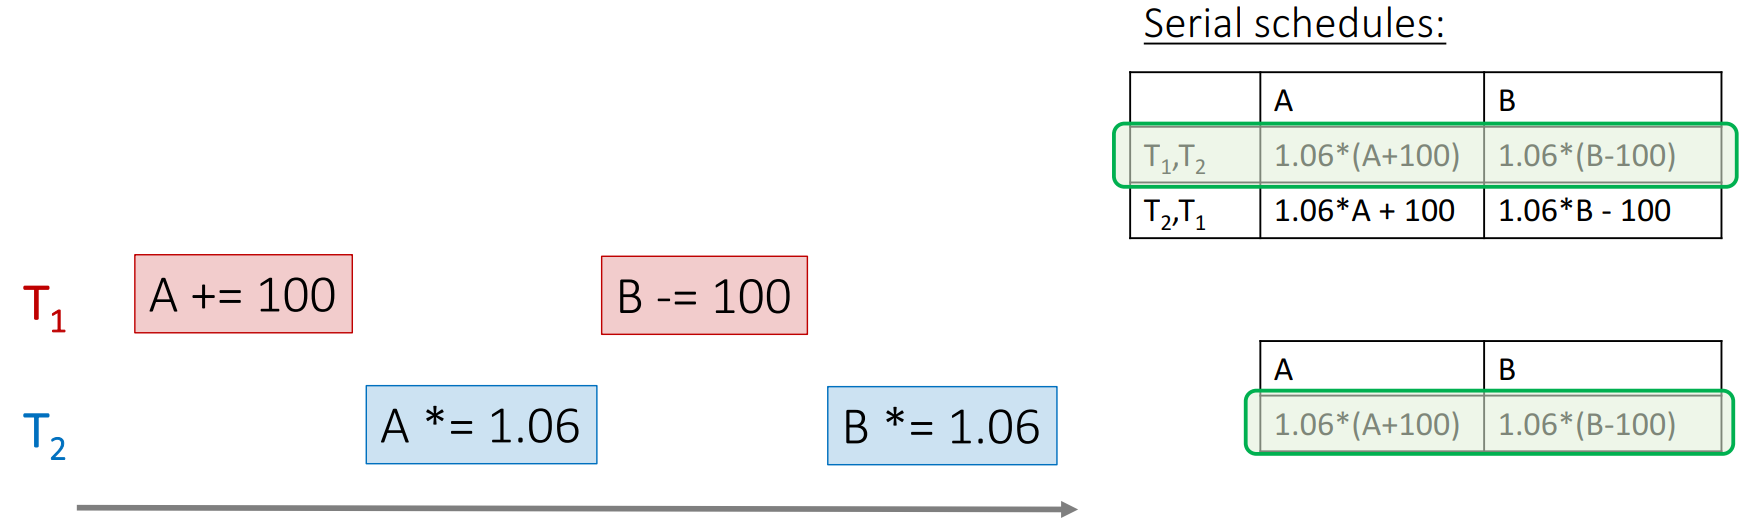 Serial schedules:
A B
T1,T2 1.06*(A+100) 1.06*(B-100)
T2,T1 1.06*A + 100 1.06*B - 100
T1 A += 100 B -= 100
A B
T2 A *= 1.06 B *= 1.06
1.06*(A+100) 1.06*(B-100)